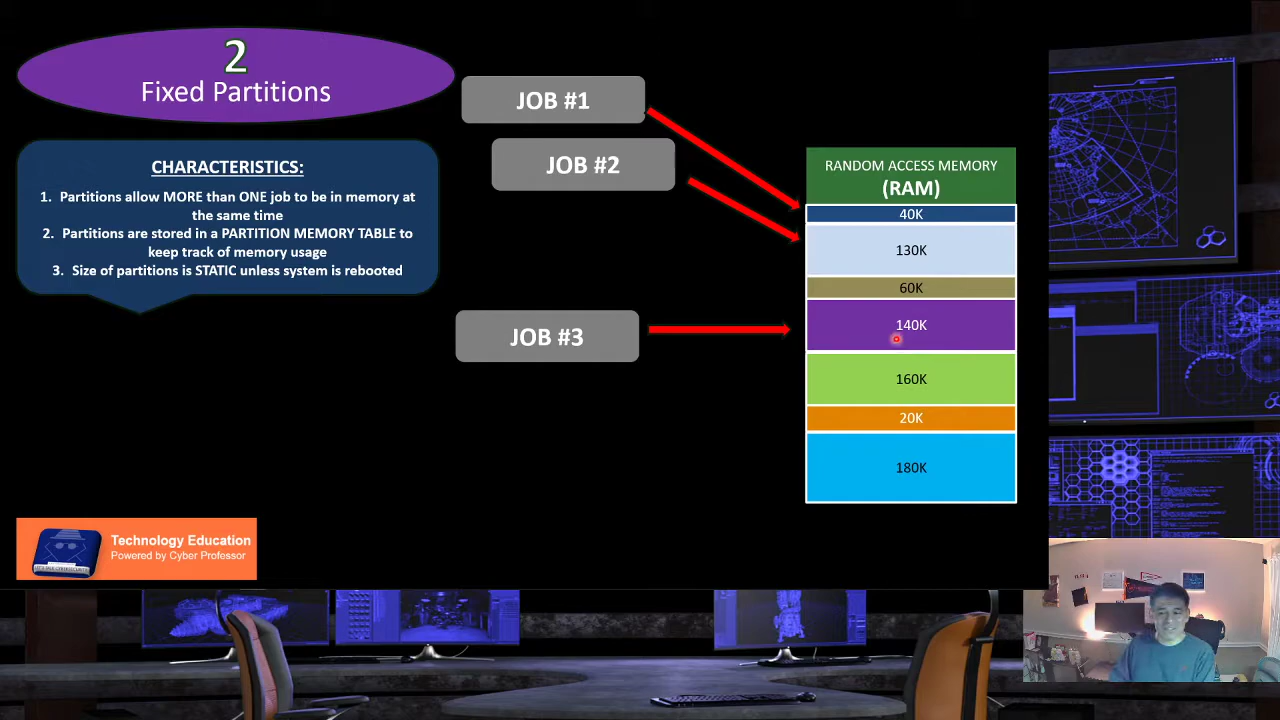 2
Fixed Partitions
CHARACTERISTICS:
1. Partitions allow MORE than ONE job to be in memory at
the same time
2. Partitions are stored in a PARTITION MEMORY TABLE to
keep track of memory usage
3. Size of partitions is STATIC unless system is rebooted
JOB #1
JOB #2
JOB #3
RANDOM ACCESS MEMORY
(RAM)
40K
130K
60K
140K
160K
20K
180K
Technology Education
Powered by Cyber Professor